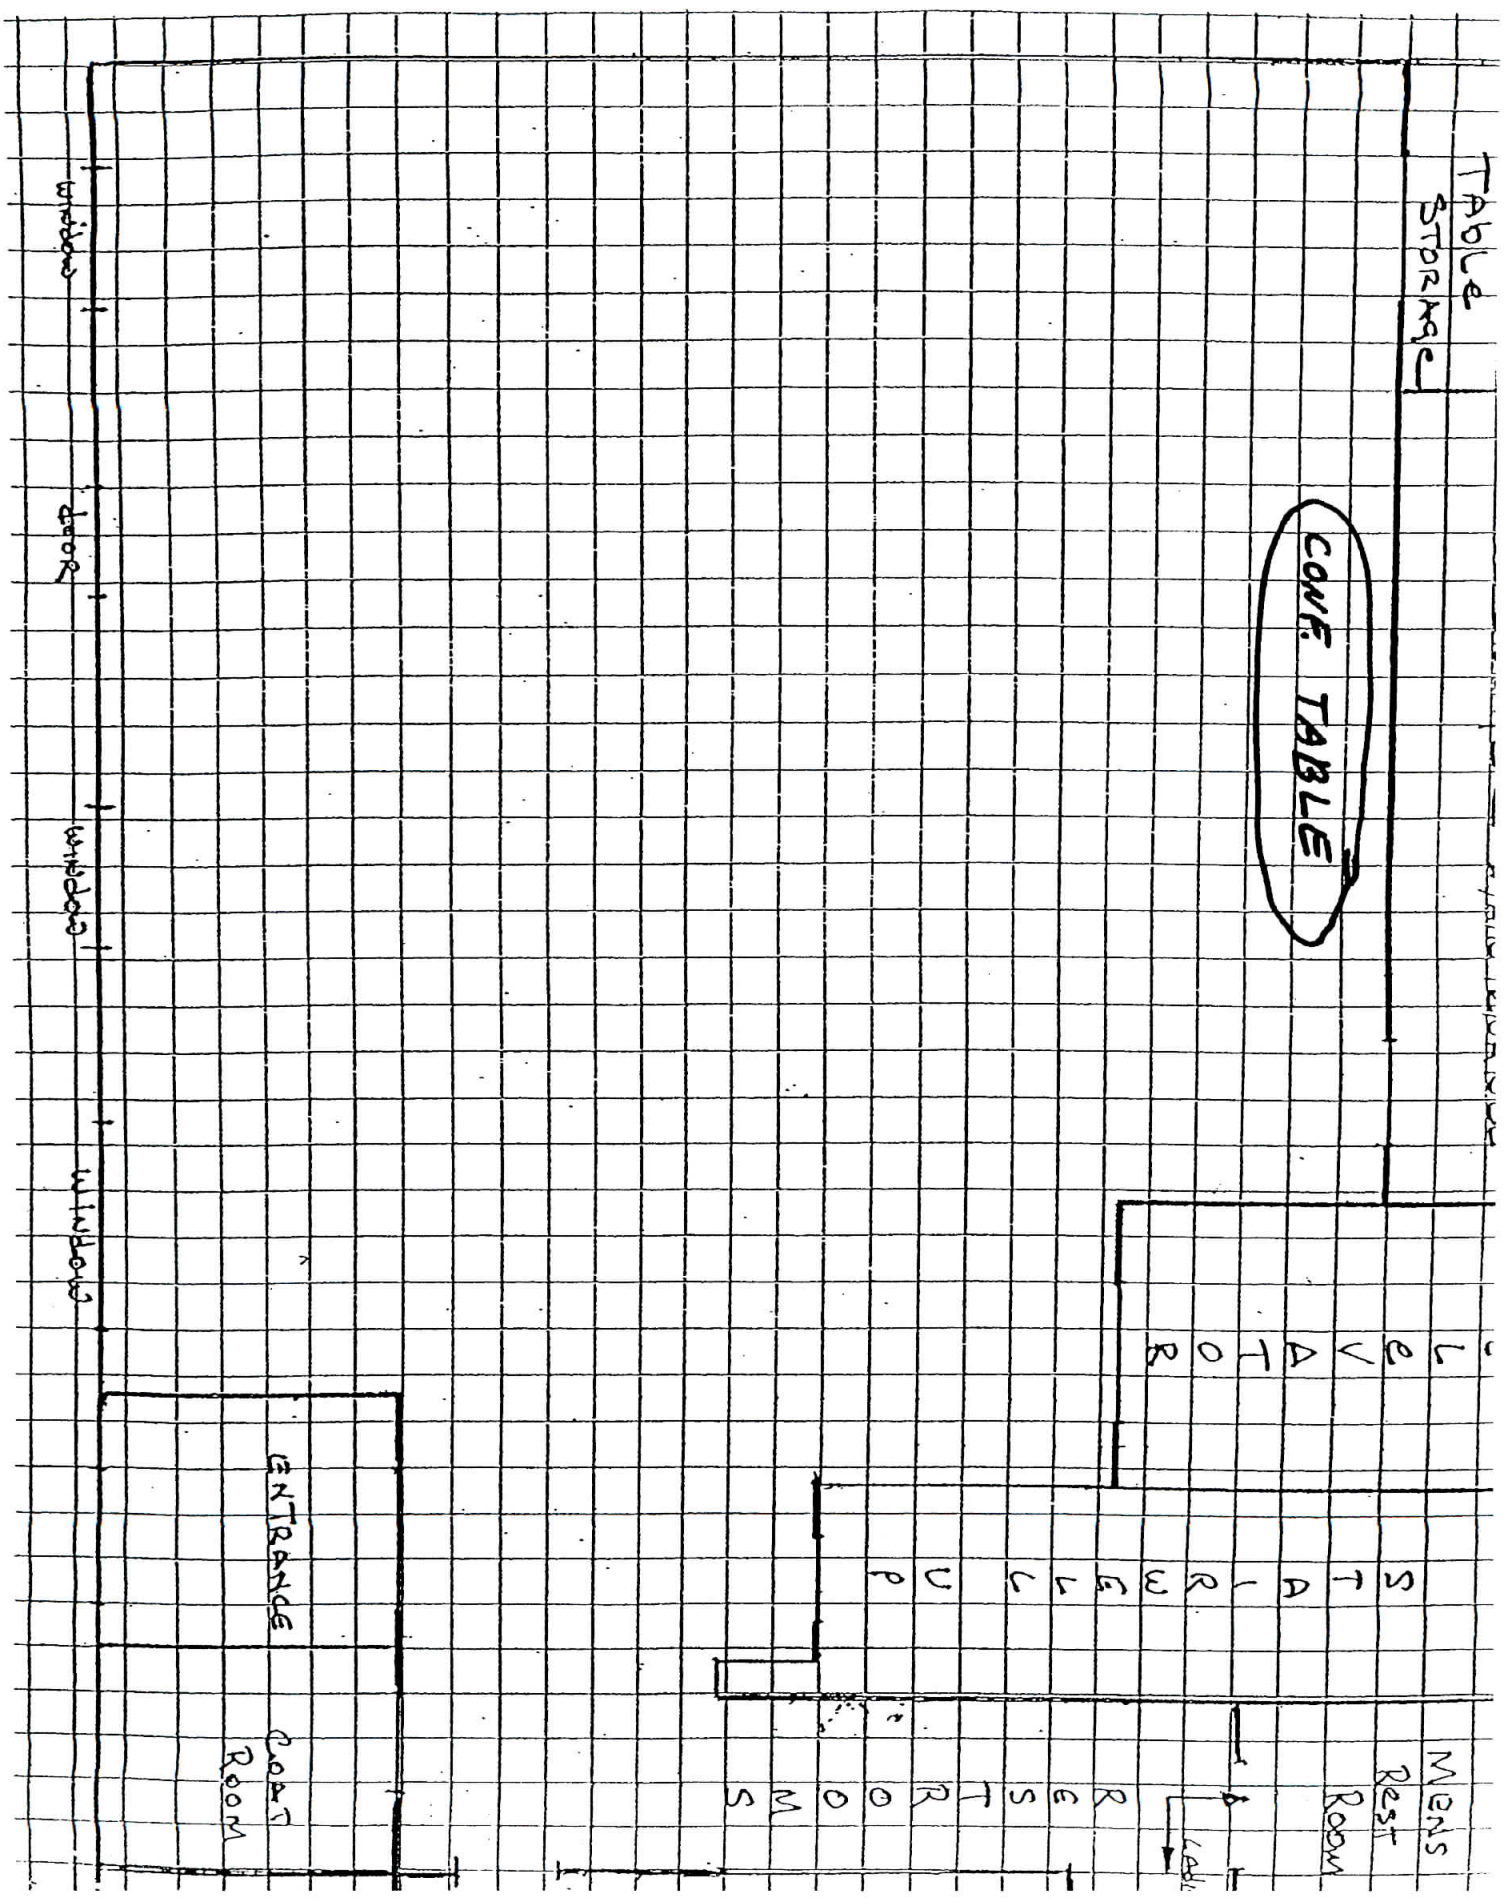 TAbLe
STORAGE
CONF. TABLE
window
dooR
window
window
eLeVATOR
STAIRWELL UP
ENTRANCE
COAT
ROOM
RESTROOMS
MENS
ReST
Room